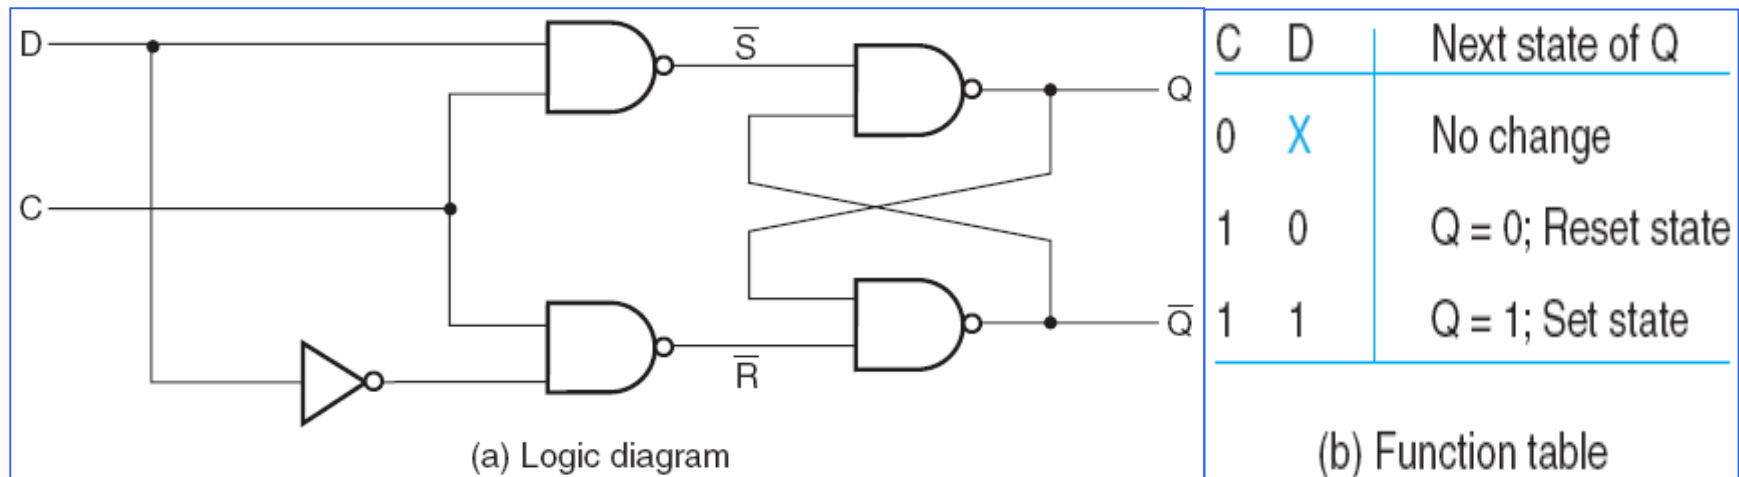 D
S̅
Q
C
R̅
Q̅
(a) Logic diagram
C D Next state of Q
0 X No change
1 0 Q = 0; Reset state
1 1 Q = 1; Set state
(b) Function table